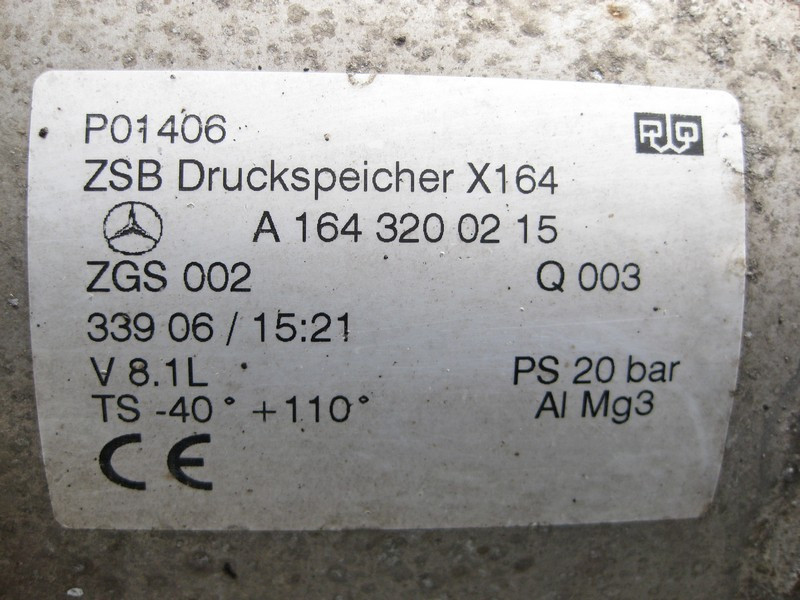 P01406
ZSB Druckspeicher X164
A 164 320 02 15
ZGS 002 Q 003
339 06 / 15:21
V 8.1L PS 20 bar
TS -40° +110° Al Mg3
CE